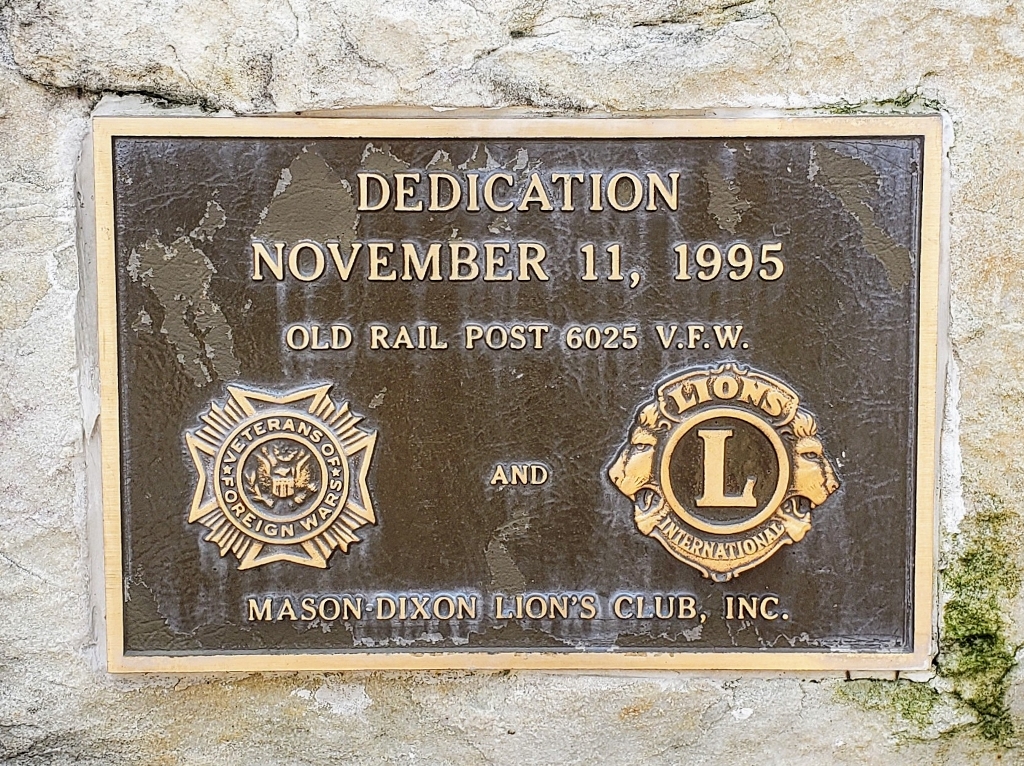 DEDICATION
NOVEMBER 11, 1995
OLD RAIL POST 6025 V.F.W.
VETERANS OF
FOREIGN WARS
AND
LIONS
L
INTERNATIONAL
MASON-DIXON LION'S CLUB, INC.